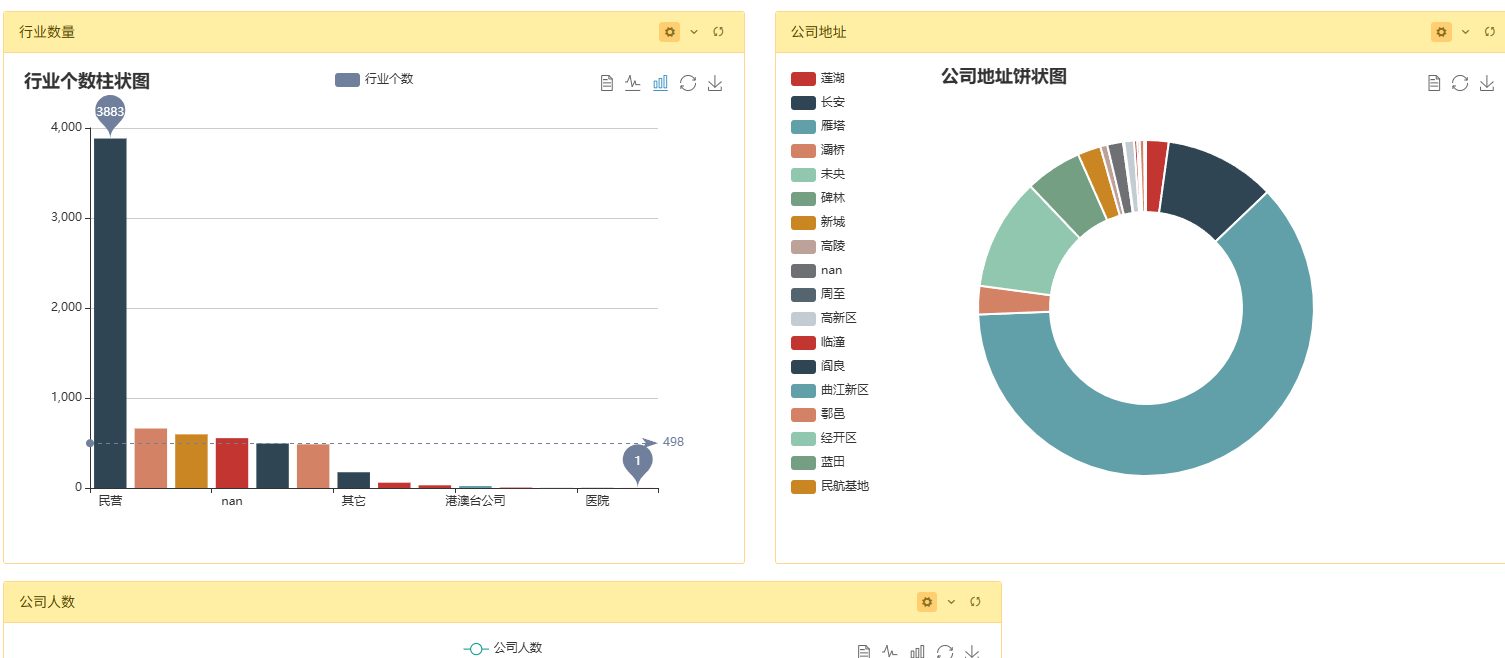 行业数量
行业个数柱状图
行业个数
3883
4,000
3,000
2,000
1,000
0
498
1
民营
nan
其它
港澳台公司
医院
公司地址
公司地址饼状图
莲湖
长安
雁塔
灞桥
未央
碑林
新城
高陵
nan
周至
高新区
临潼
阎良
曲江新区
鄠邑
经开区
蓝田
民航基地
公司人数
公司人数